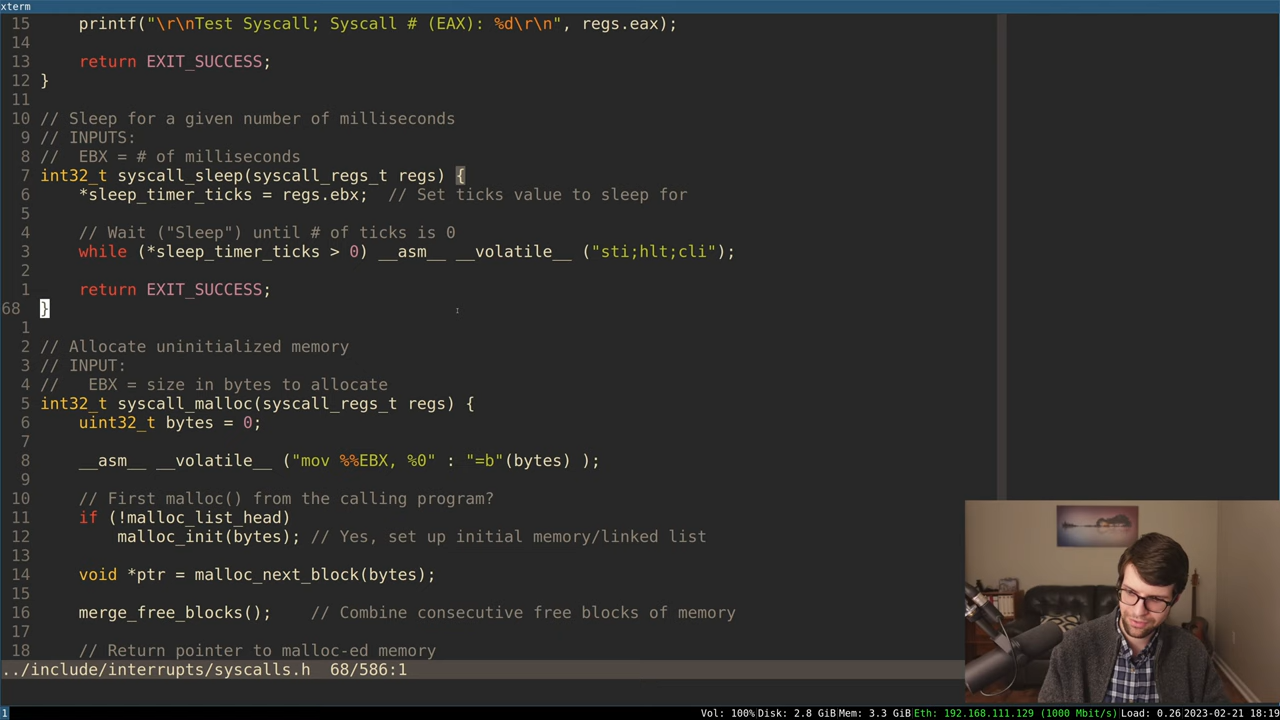 xterm
15 printf("\r\nTest Syscall; Syscall # (EAX): %d\r\n", regs.eax);
14
13 return EXIT_SUCCESS;
12 }
11
10 // Sleep for a given number of milliseconds
9 // INPUTS:
8 //  EBX = # of milliseconds
7 int32_t syscall_sleep(syscall_regs_t regs) {
6 *sleep_timer_ticks = regs.ebx;  // Set ticks value to sleep for
5
4 // Wait ("Sleep") until # of ticks is 0
3 while (*sleep_timer_ticks > 0) __asm__ __volatile__ ("sti;hlt;cli");
2
1 return EXIT_SUCCESS;
68 }
1
2 // Allocate uninitialized memory
3 // INPUT:
4 //   EBX = size in bytes to allocate
5 int32_t syscall_malloc(syscall_regs_t regs) {
6 uint32_t bytes = 0;
7
8 __asm__ __volatile__ ("mov %%EBX, %0" : "=b"(bytes) );
9
10 // First malloc() from the calling program?
11 if (!malloc_list_head)
12 malloc_init(bytes); // Yes, set up initial memory/linked list
13
14 void *ptr = malloc_next_block(bytes);
15
16 merge_free_blocks();    // Combine consecutive free blocks of memory
17
18 // Return pointer to malloc-ed memory
../include/interrupts/syscalls.h  68/586:1
1 Vol: 100% Disk: 2.8 GiB Mem: 3.3 GiB Eth: 192.168.111.129 (1000 Mbit/s) Load: 0.26 2023-02-21 18:19